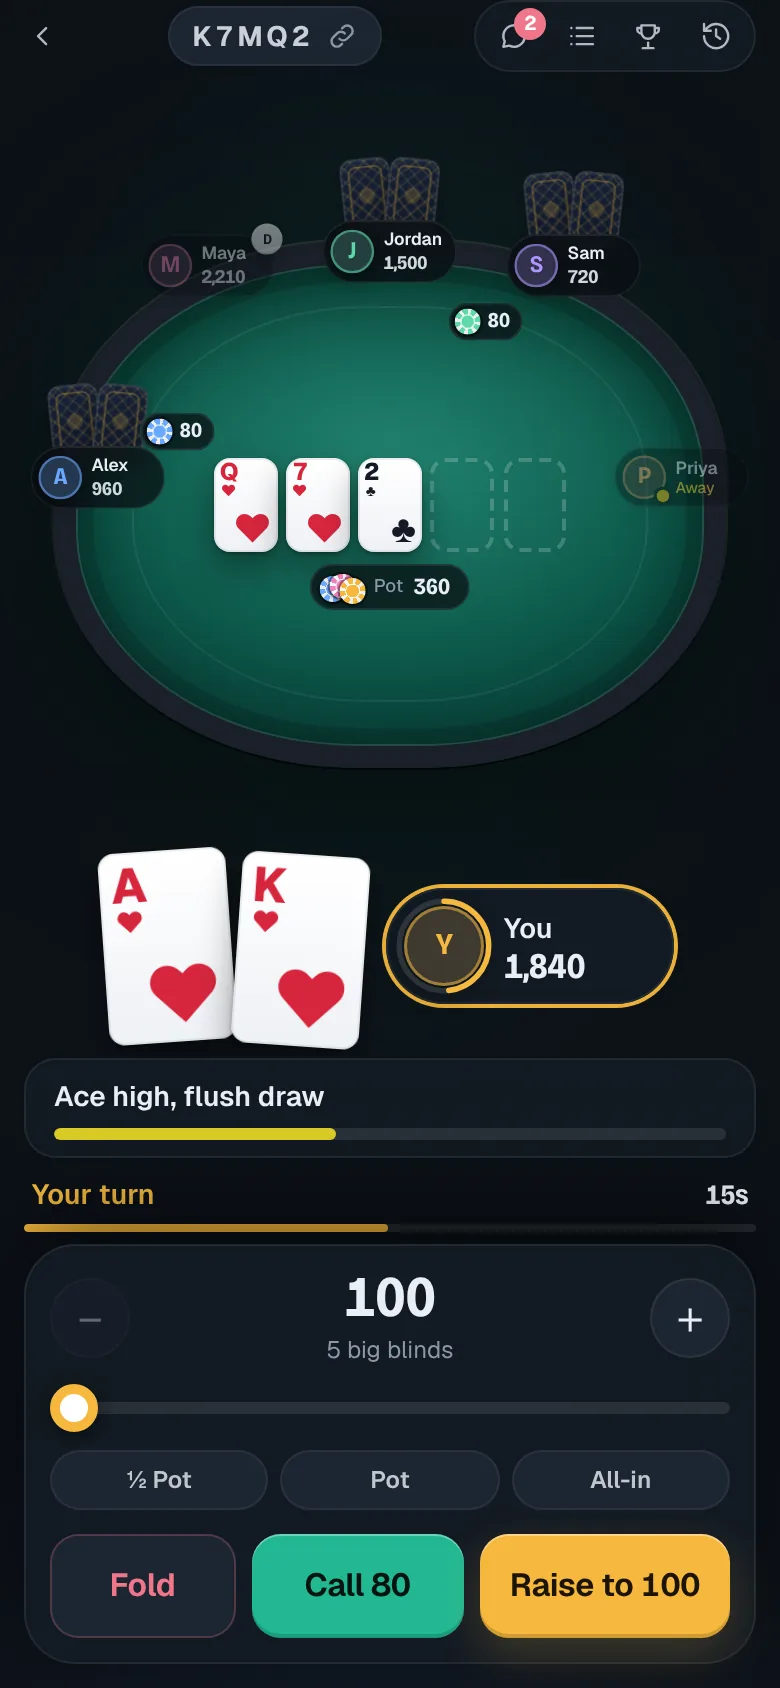 K7MQ2
2
D
Maya
2,210
J
Jordan
1,500
S
Sam
720
M
80
A
Alex
960
80
Q
7
2
P
Priya
Away
Pot 360
A
K
Y
You
1,840
Ace high, flush draw
Your turn
15s
−
100
+
5 big blinds
½ Pot
Pot
All-in
Fold
Call 80
Raise to 100